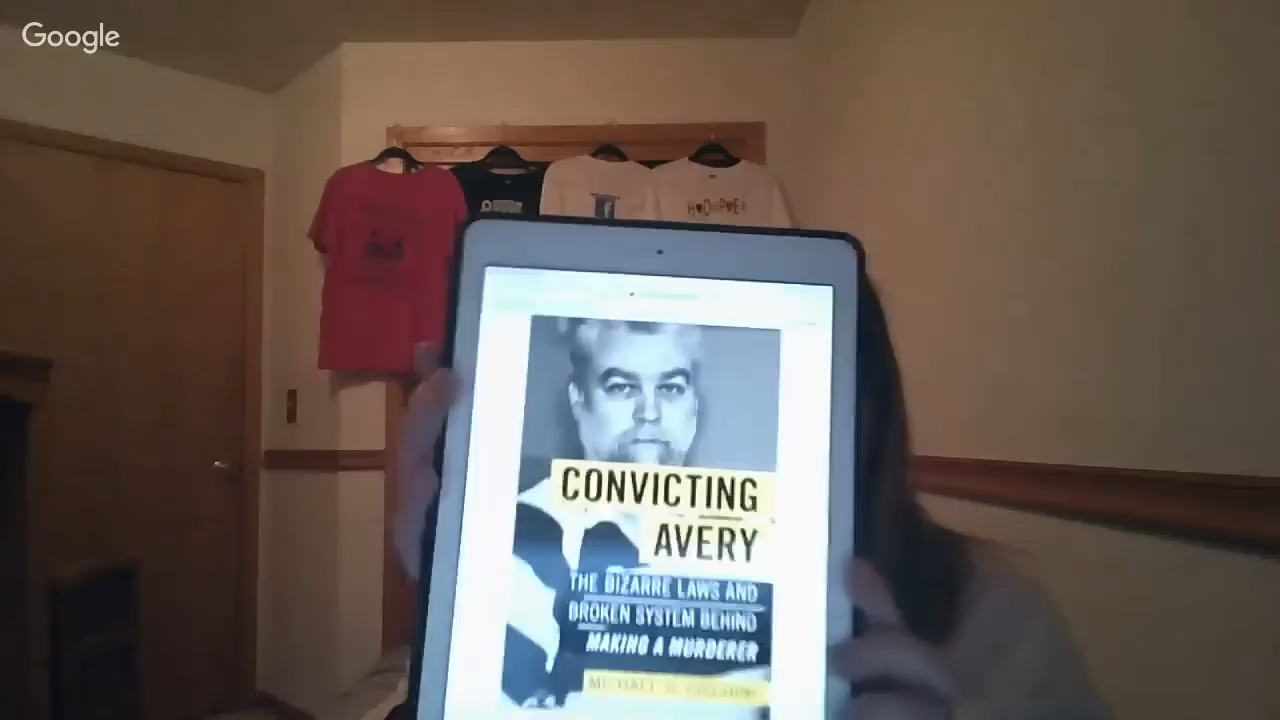 Google
CONVICTING
AVERY
THE BIZARRE LAWS AND
BROKEN SYSTEM BEHIND
MAKING A MURDERER